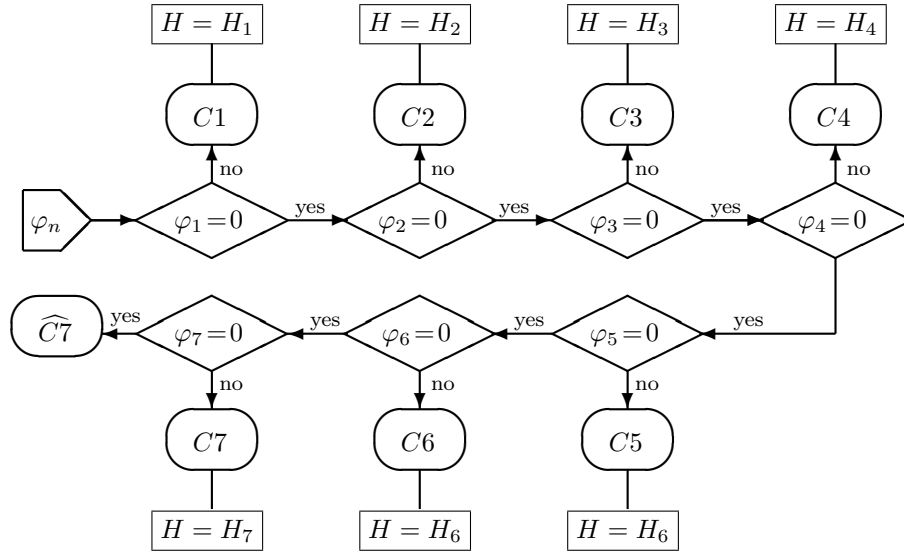 H = H₁ H = H₂ H = H₃ H = H₄
C1 C2 C3 C4
no no no no
φₙ φ₁=0 yes φ₂=0 yes φ₃=0 yes φ₄=0
Ĉ7 yes φ₇=0 yes φ₆=0 yes φ₅=0
no no no
C7 C6 C5
H = H₇ H = H₆ H = H₆